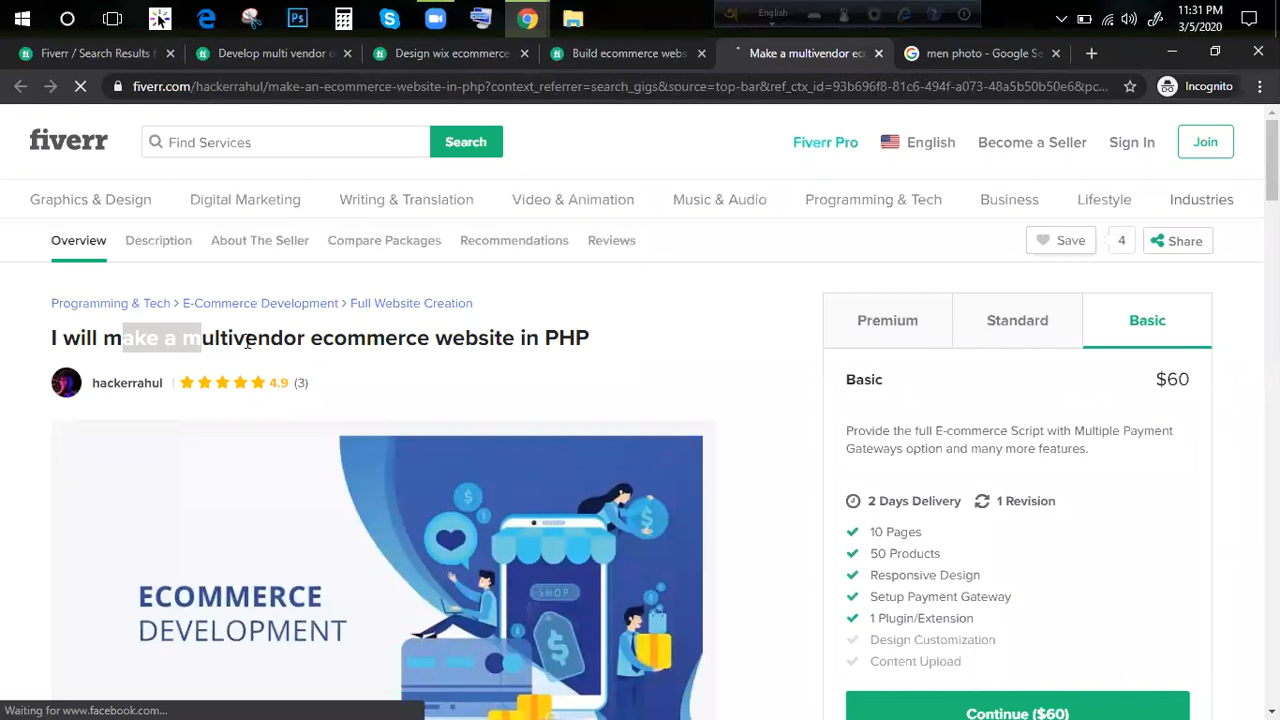 English
11:31 PM
3/5/2020
Fiverr / Search Results f
Develop multi vendor e
Design wix ecommerce
Build ecommerce webs
Make a multivendor ec
men photo - Google Se
fiverr.com/hackerrahul/make-an-ecommerce-website-in-php?context_referrer=search_gigs&source=top-bar&ref_ctx_id=93b696f8-81c6-494f-a073-48a5b50b50e6&pc...
Incognito
fiverr
Find Services
Search
Fiverr Pro
English
Become a Seller
Sign In
Join
Graphics & Design
Digital Marketing
Writing & Translation
Video & Animation
Music & Audio
Programming & Tech
Business
Lifestyle
Industries
Overview
Description
About The Seller
Compare Packages
Recommendations
Reviews
Save
4
Share
Programming & Tech > E-Commerce Development > Full Website Creation
I will make a multivendor ecommerce website in PHP
hackerrahul
4.9 (3)
ECOMMERCE
DEVELOPMENT
SHOP
Premium
Standard
Basic
Basic
$60
Provide the full E-commerce Script with Multiple Payment
Gateways option and many more features.
2 Days Delivery
1 Revision
10 Pages
50 Products
Responsive Design
Setup Payment Gateway
1 Plugin/Extension
Design Customization
Content Upload
Continue ($60)
Waiting for www.facebook.com...